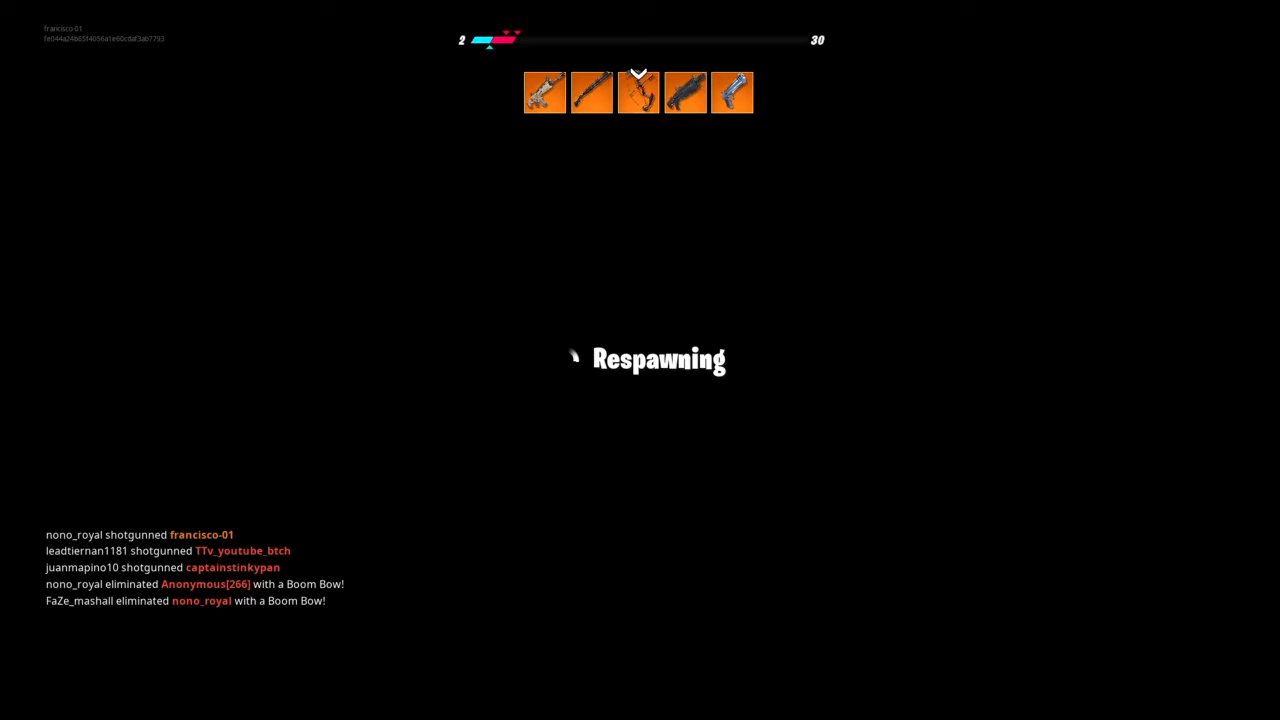 francisco-01
2
30
Respawning
nono_royal shotgunned francisco-01
leadtiernan1181 shotgunned TTv_youtube_btch
juanmapino10 shotgunned captainstinkypan
nono_royal eliminated Anonymous[266] with a Boom Bow!
FaZe_mashall eliminated nono_royal with a Boom Bow!